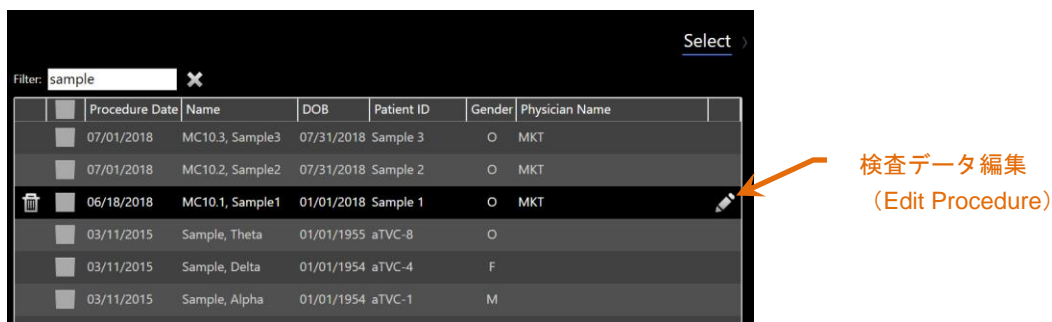 Select
Filter: sample
Procedure Date Name DOB Patient ID Gender Physician Name
07/01/2018 MC10.3, Sample3 07/31/2018 Sample 3 O MKT
07/01/2018 MC10.2, Sample2 07/31/2018 Sample 2 O MKT
06/18/2018 MC10.1, Sample1 01/01/2018 Sample 1 O MKT
03/11/2015 Sample, Theta 01/01/1955 aTVC-8 O
03/11/2015 Sample, Delta 01/01/1954 aTVC-4 F
03/11/2015 Sample, Alpha 01/01/1954 aTVC-1 M
検査データ編集
（Edit Procedure）